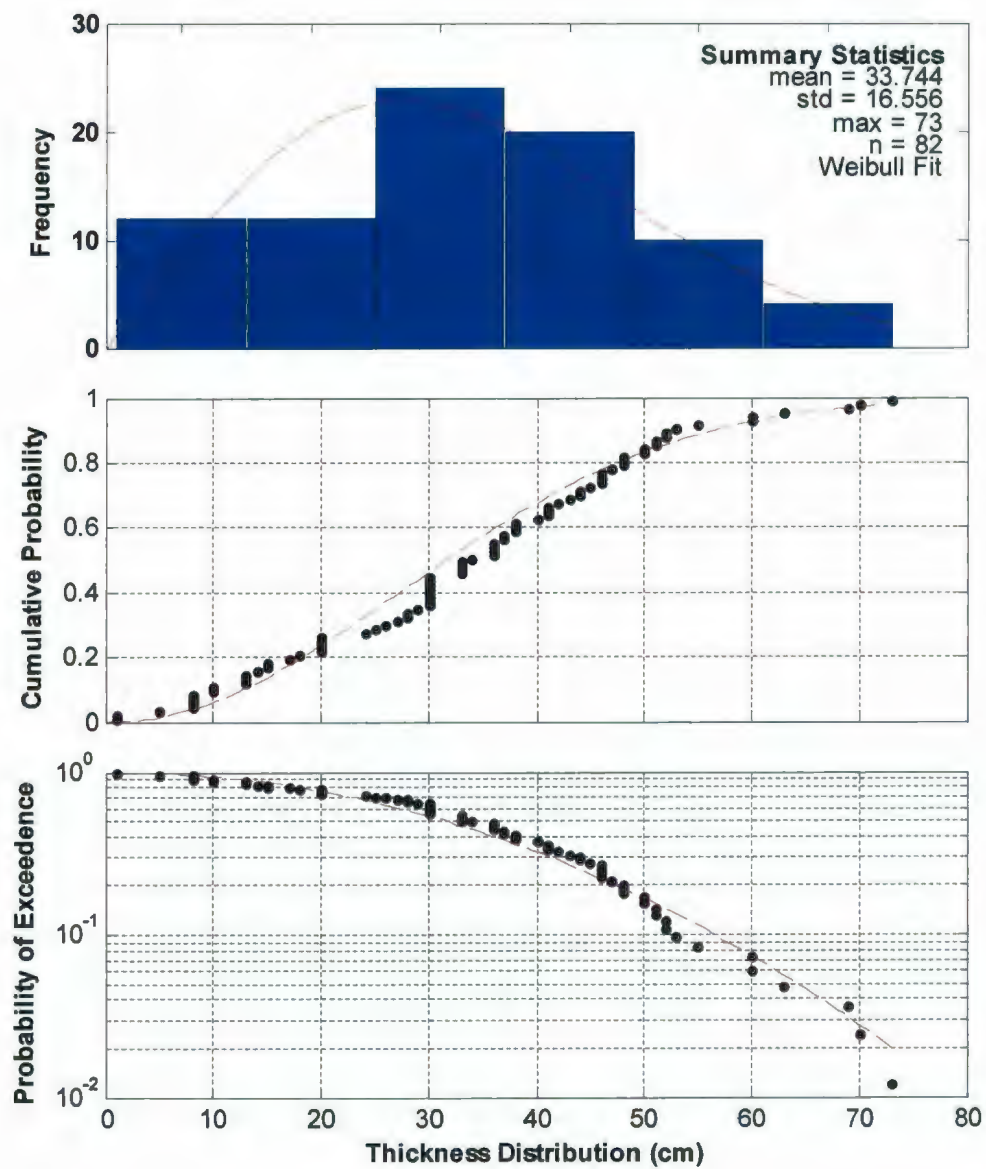 30
20
10
0
Frequency
Summary Statistics
mean = 33.744
std = 16.556
max = 73
n = 82
Weibull Fit
1
0.8
0.6
0.4
0.2
0
Cumulative Probability
10^0
10^-1
10^-2
Probability of Exceedence
0 10 20 30 40 50 60 70 80
Thickness Distribution (cm)